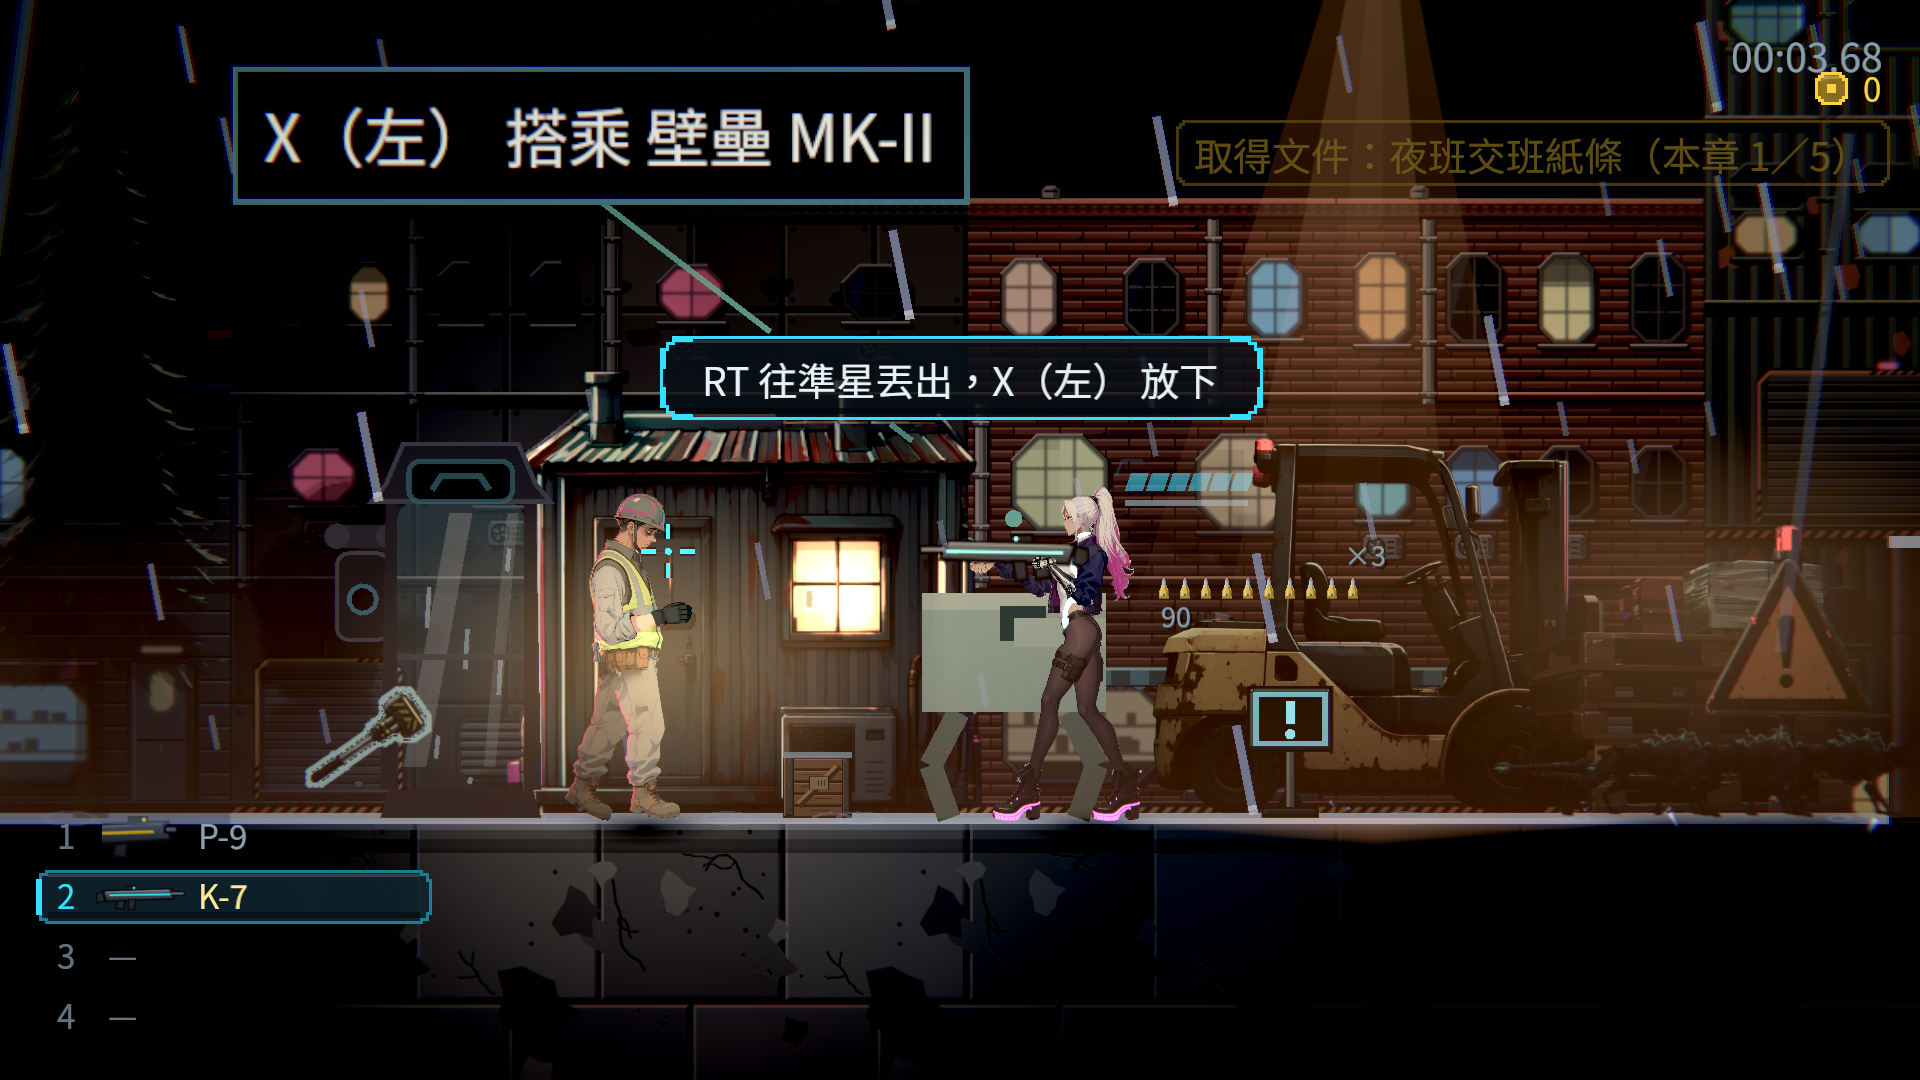 00:03.68
0
X（左） 搭乘 壁壘 MK-II
取得文件：夜班交班紙條（本章 1／5）
RT 往準星丟出，X（左） 放下
×3
90
!
1 P-9
2 K-7
3 —
4 —